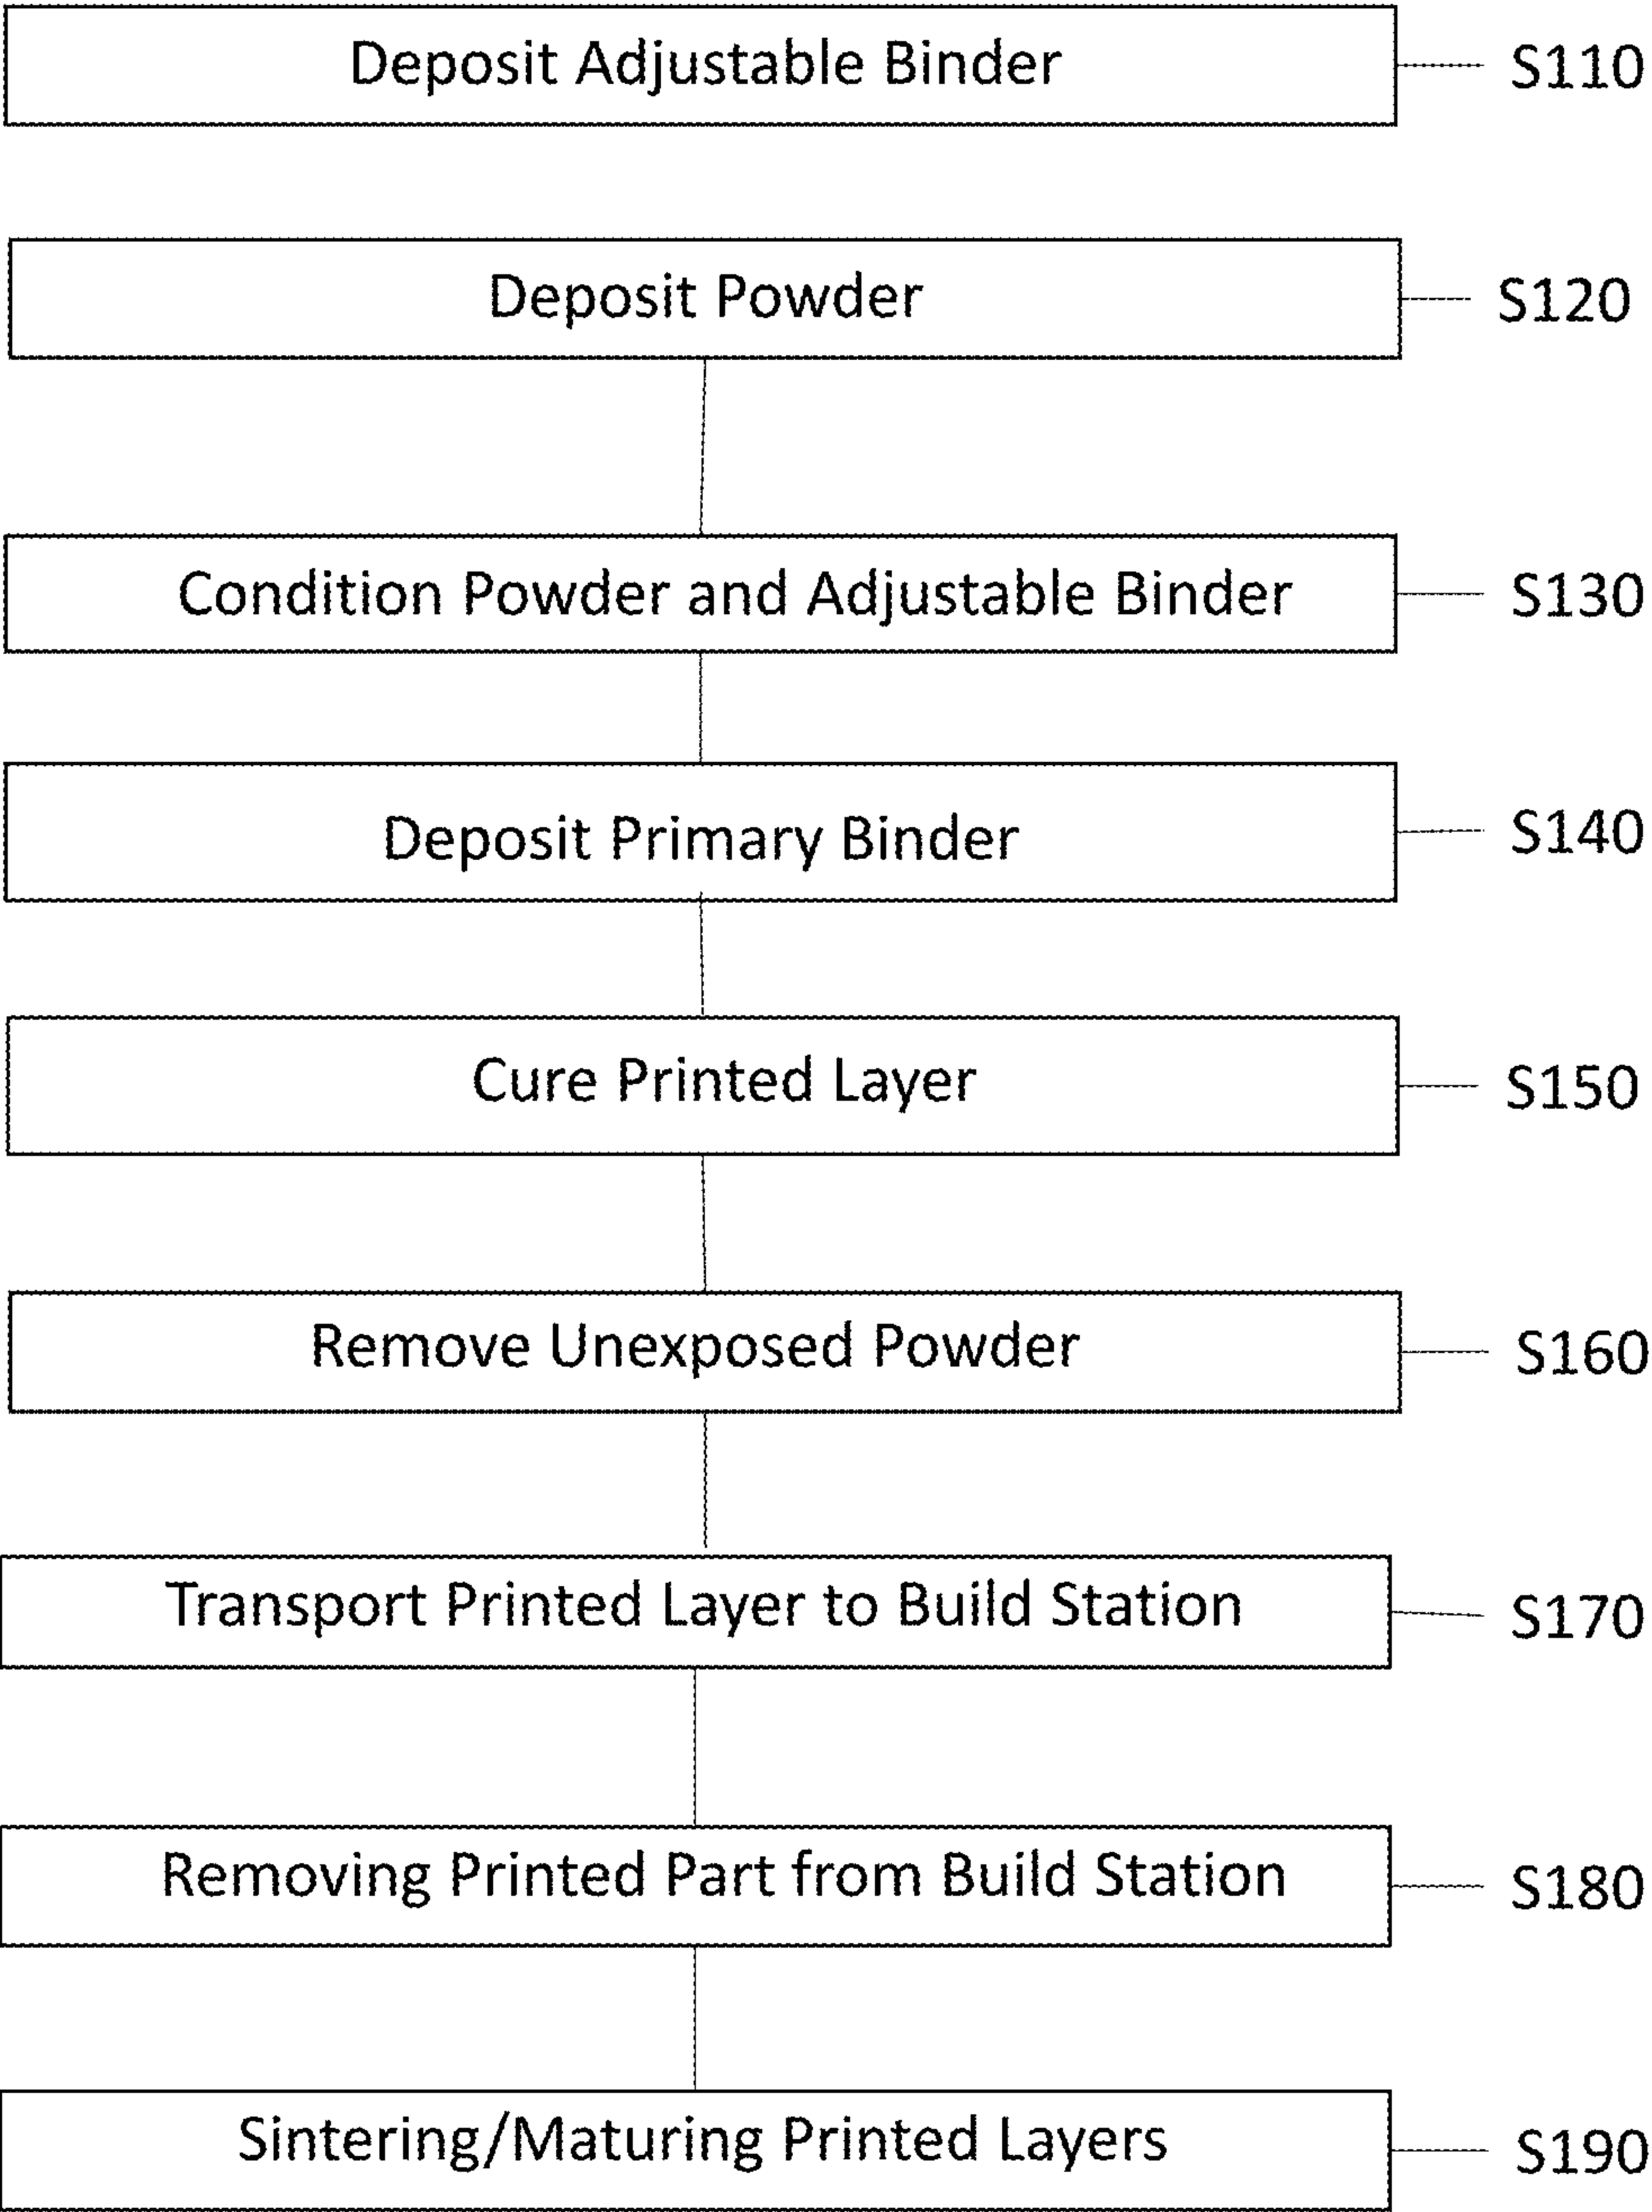 Deposit Adjustable Binder S110
Deposit Powder S120
Condition Powder and Adjustable Binder S130
Deposit Primary Binder S140
Cure Printed Layer S150
Remove Unexposed Powder S160
Transport Printed Layer to Build Station S170
Removing Printed Part from Build Station S180
Sintering/Maturing Printed Layers S190